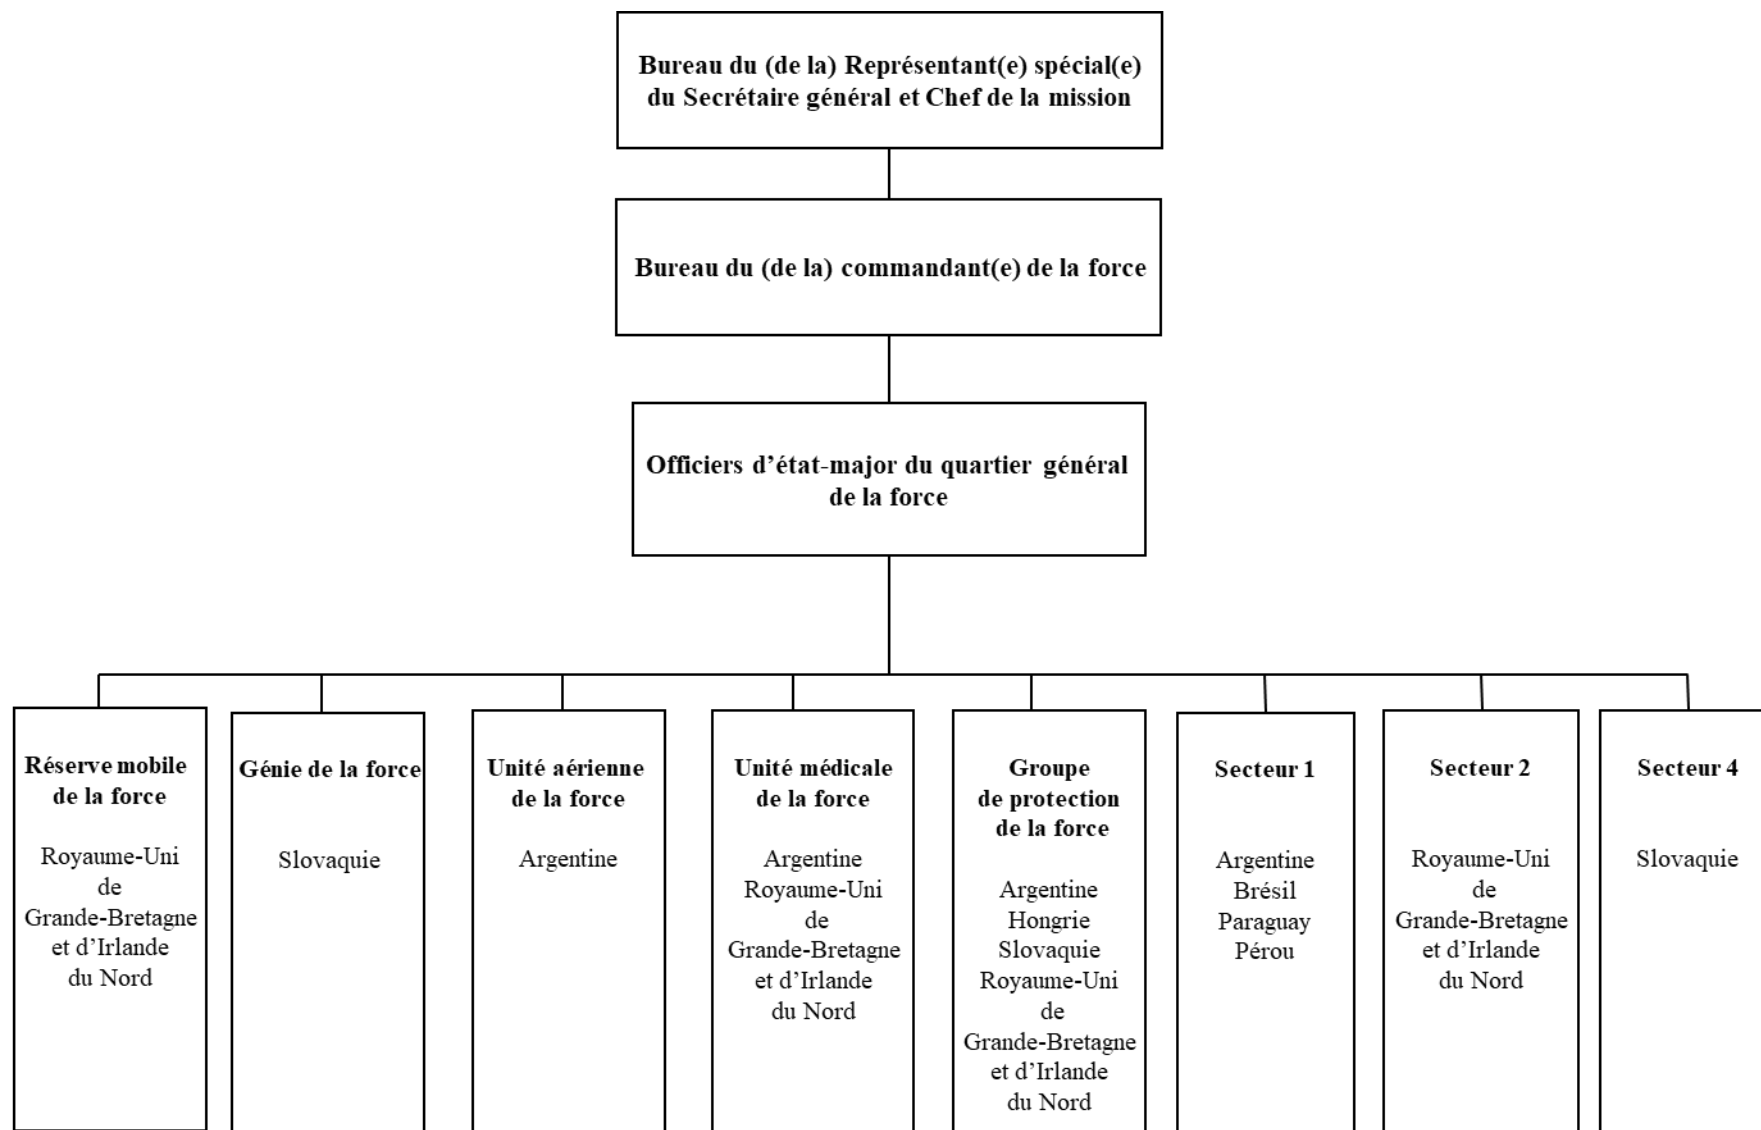 Bureau du (de la) Représentant(e) spécial(e)
du Secrétaire général et Chef de la mission
Bureau du (de la) commandant(e) de la force
Officiers d’état-major du quartier général
de la force
Réserve mobile
de la force
Royaume-Uni
de
Grande-Bretagne
et d’Irlande
du Nord
Génie de la force
Slovaquie
Unité aérienne
de la force
Argentine
Unité médicale
de la force
Argentine
Royaume-Uni
de
Grande-Bretagne
et d’Irlande
du Nord
Groupe
de protection
de la force
Argentine
Hongrie
Slovaquie
Royaume-Uni
de
Grande-Bretagne
et d’Irlande
du Nord
Secteur 1
Argentine
Brésil
Paraguay
Pérou
Secteur 2
Royaume-Uni
de
Grande-Bretagne
et d’Irlande
du Nord
Secteur 4
Slovaquie